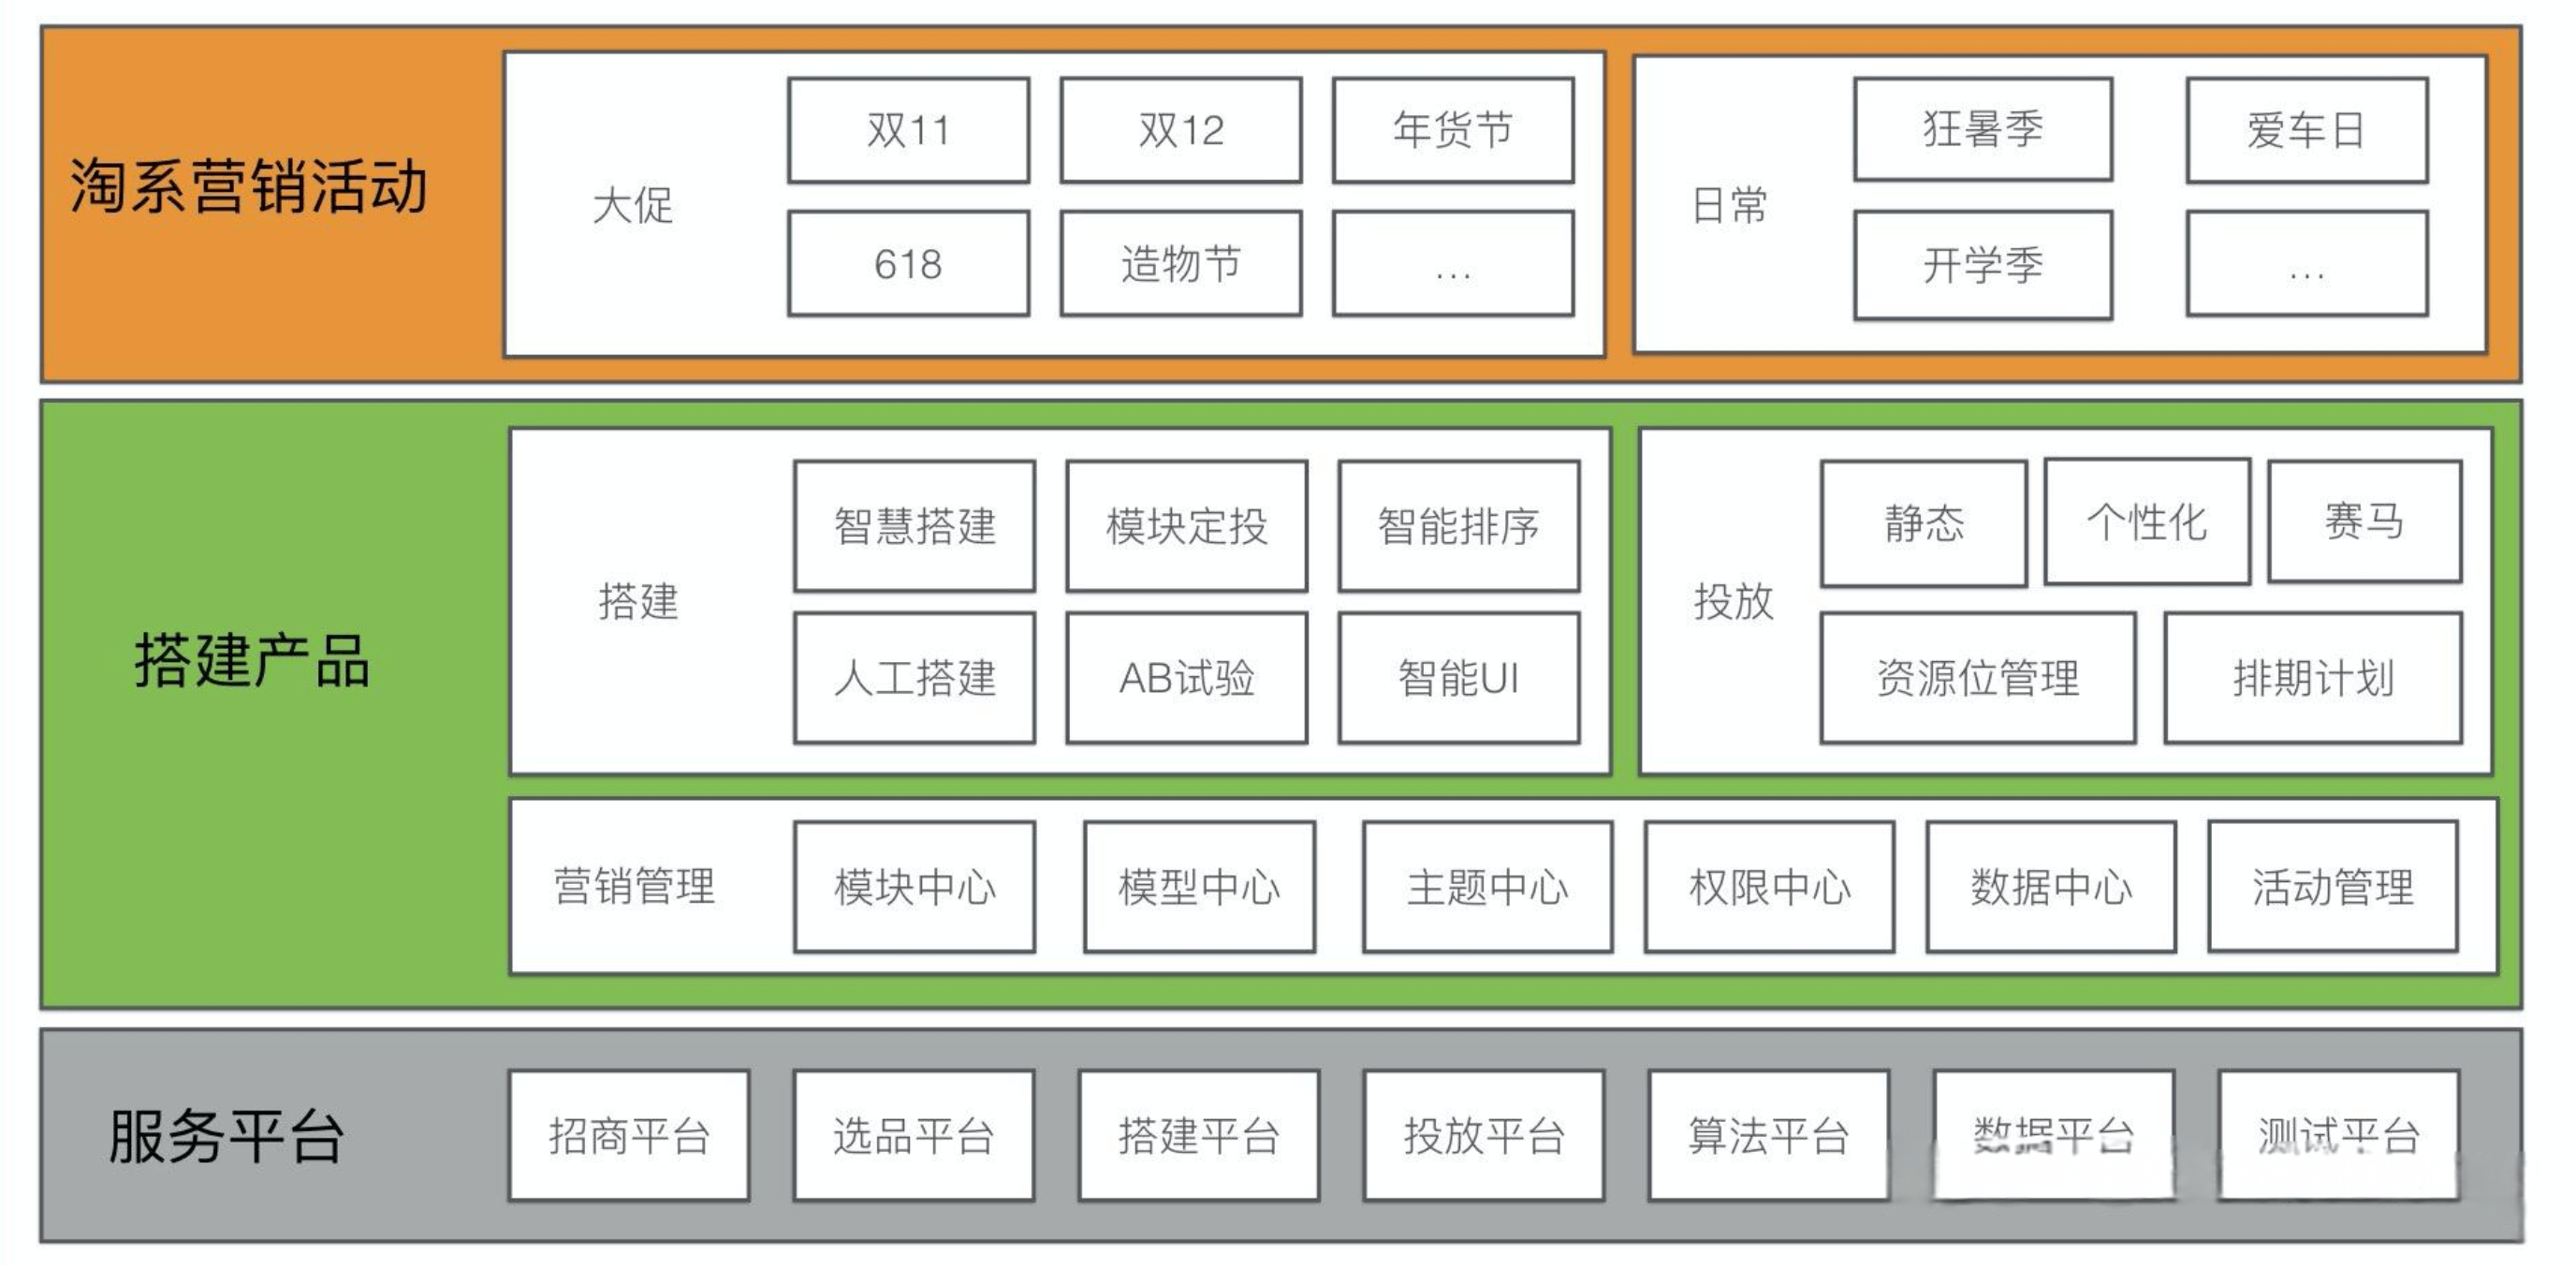 淘系营销活动
大促
双11
双12
年货节
618
造物节
...
日常
狂暑季
爱车日
开学季
...
搭建产品
搭建
智慧搭建
模块定投
智能排序
人工搭建
AB试验
智能UI
投放
静态
个性化
赛马
资源位管理
排期计划
营销管理
模块中心
模型中心
主题中心
权限中心
数据中心
活动管理
服务平台
招商平台
选品平台
搭建平台
投放平台
算法平台
数据平台
测试平台